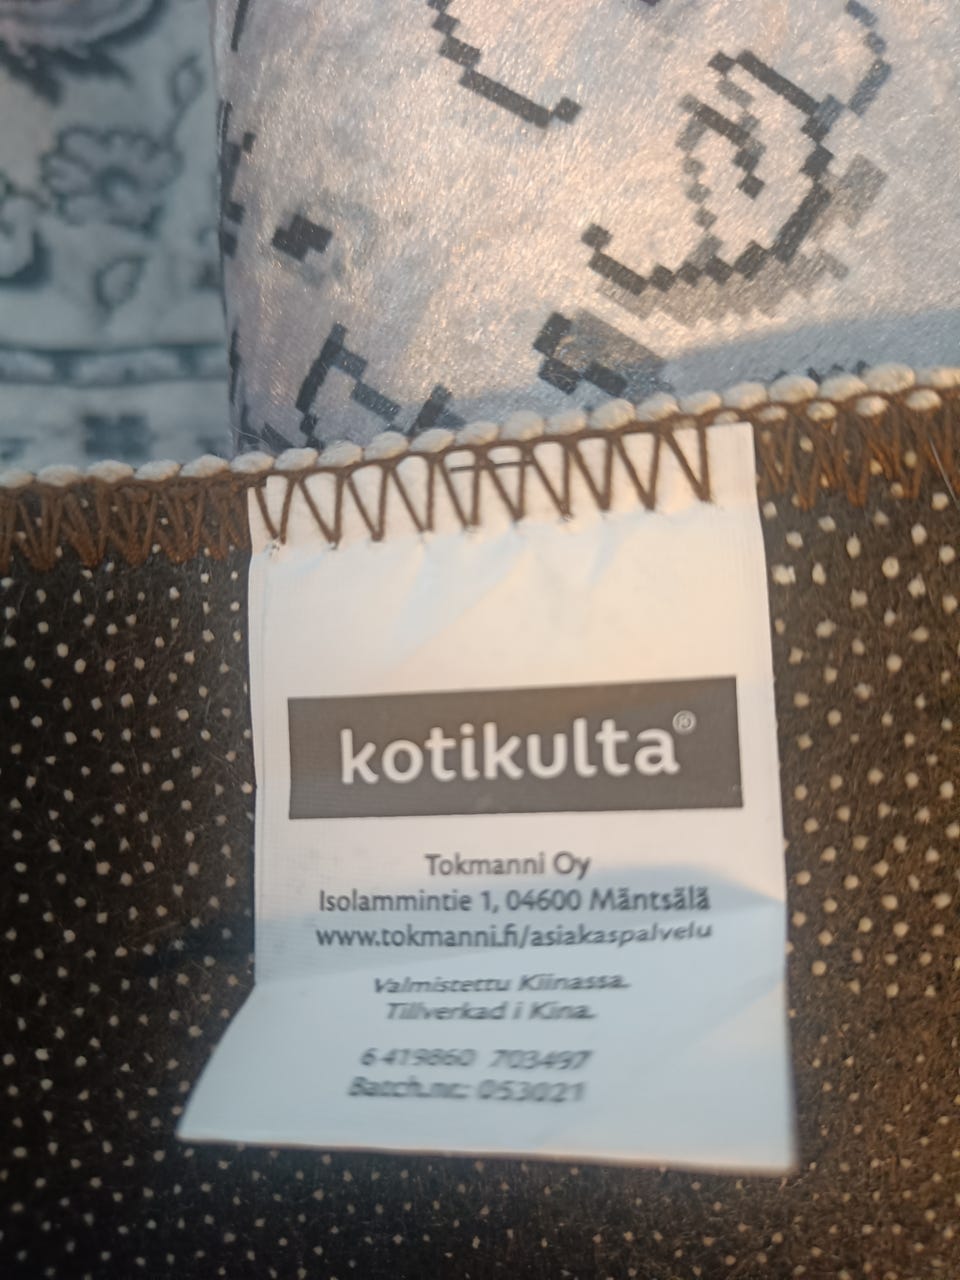 kotikulta®
Tokmanni Oy
Isolammintie 1, 04600 Mäntsälä
www.tokmanni.fi/asiakaspalvelu
Valmistettu Kiinassa.
Tillverkad i Kina.
6 419860 703497
Batch.nr.: 053021